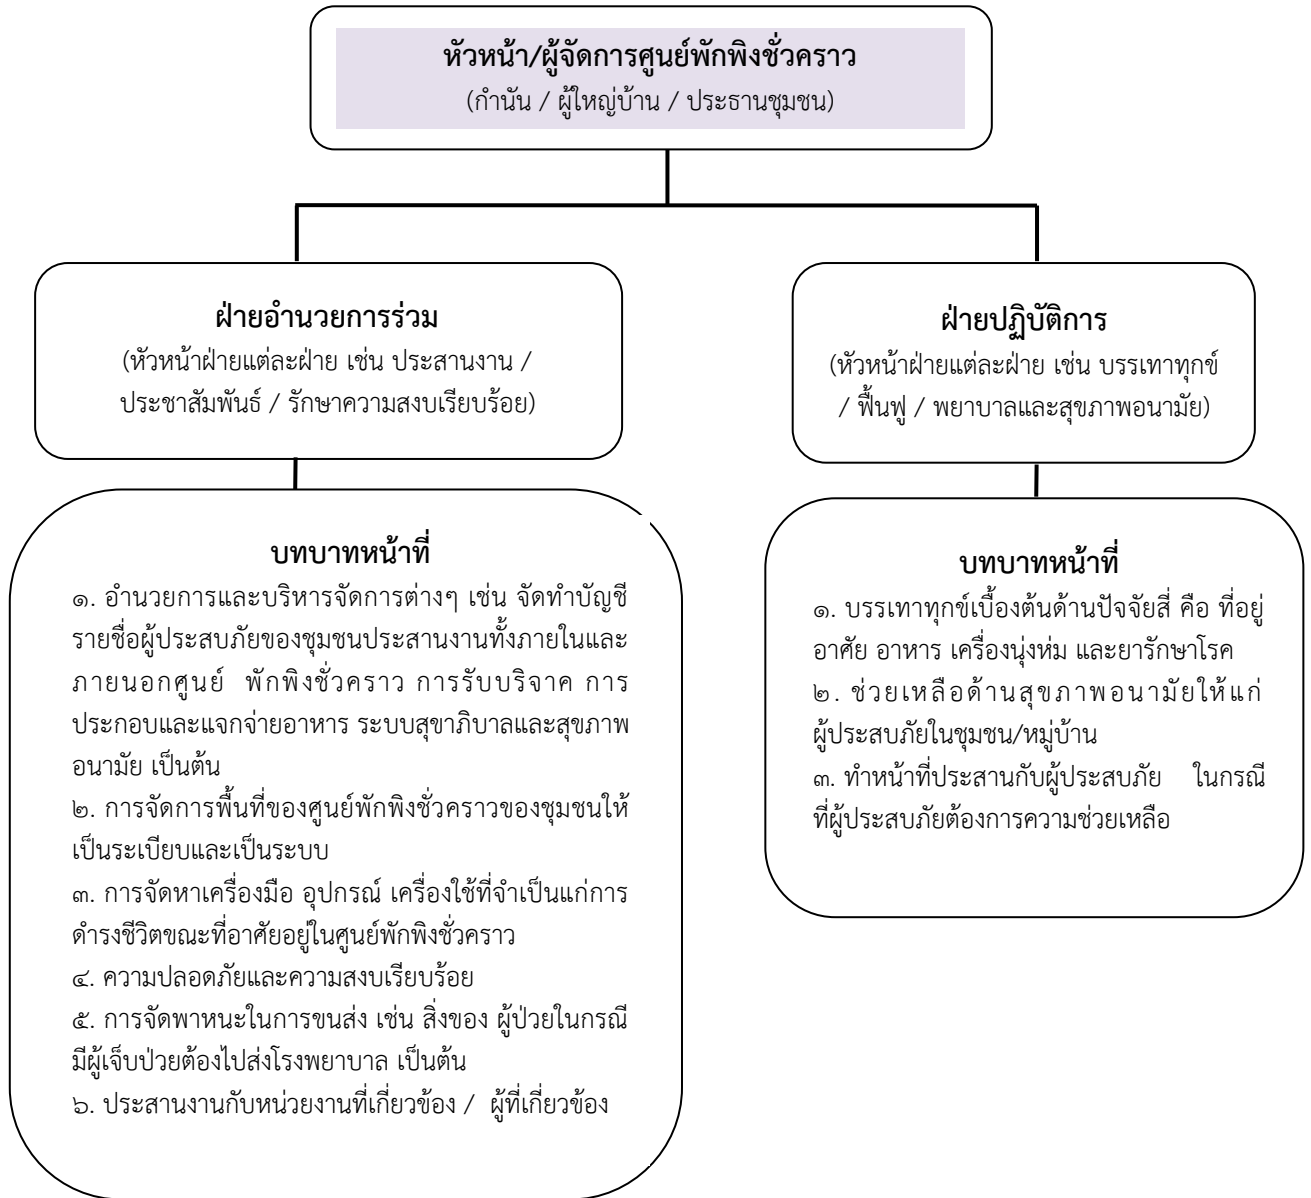 หัวหน้า/ผู้จัดการศูนย์พักพิงชั่วคราว
(กำนัน / ผู้ใหญ่บ้าน / ประธานชุมชน)
ฝ่ายอำนวยการร่วม
(หัวหน้าฝ่ายแต่ละฝ่าย เช่น ประสานงาน /
ประชาสัมพันธ์ / รักษาความสงบเรียบร้อย)
ฝ่ายปฏิบัติการ
(หัวหน้าฝ่ายแต่ละฝ่าย เช่น บรรเทาทุกข์
/ ฟื้นฟู / พยาบาลและสุขภาพอนามัย)
บทบาทหน้าที่
๑. อำนวยการและบริหารจัดการต่างๆ เช่น จัดทำบัญชี
รายชื่อผู้ประสบภัยของชุมชนประสานงานทั้งภายในและ
ภายนอกศูนย์ พักพิงชั่วคราว การรับบริจาค การ
ประกอบและแจกจ่ายอาหาร ระบบสุขาภิบาลและสุขภาพ
อนามัย เป็นต้น
๒. การจัดการพื้นที่ของศูนย์พักพิงชั่วคราวของชุมชนให้
เป็นระเบียบและเป็นระบบ
๓. การจัดหาเครื่องมือ อุปกรณ์ เครื่องใช้ที่จำเป็นแก่การ
ดำรงชีวิตขณะที่อาศัยอยู่ในศูนย์พักพิงชั่วคราว
๔. ความปลอดภัยและความสงบเรียบร้อย
๕. การจัดพาหนะในการขนส่ง เช่น สิ่งของ ผู้ป่วยในกรณี
มีผู้เจ็บป่วยต้องไปส่งโรงพยาบาล เป็นต้น
๖. ประสานงานกับหน่วยงานที่เกี่ยวข้อง / ผู้ที่เกี่ยวข้อง
บทบาทหน้าที่
๑. บรรเทาทุกข์เบื้องต้นด้านปัจจัยสี่ คือ ที่อยู่
อาศัย อาหาร เครื่องนุ่งห่ม และยารักษาโรค
๒. ช่วยเหลือด้านสุขภาพอนามัยให้แก่
ผู้ประสบภัยในชุมชน/หมู่บ้าน
๓. ทำหน้าที่ประสานกับผู้ประสบภัย ในกรณี
ที่ผู้ประสบภัยต้องการความช่วยเหลือ